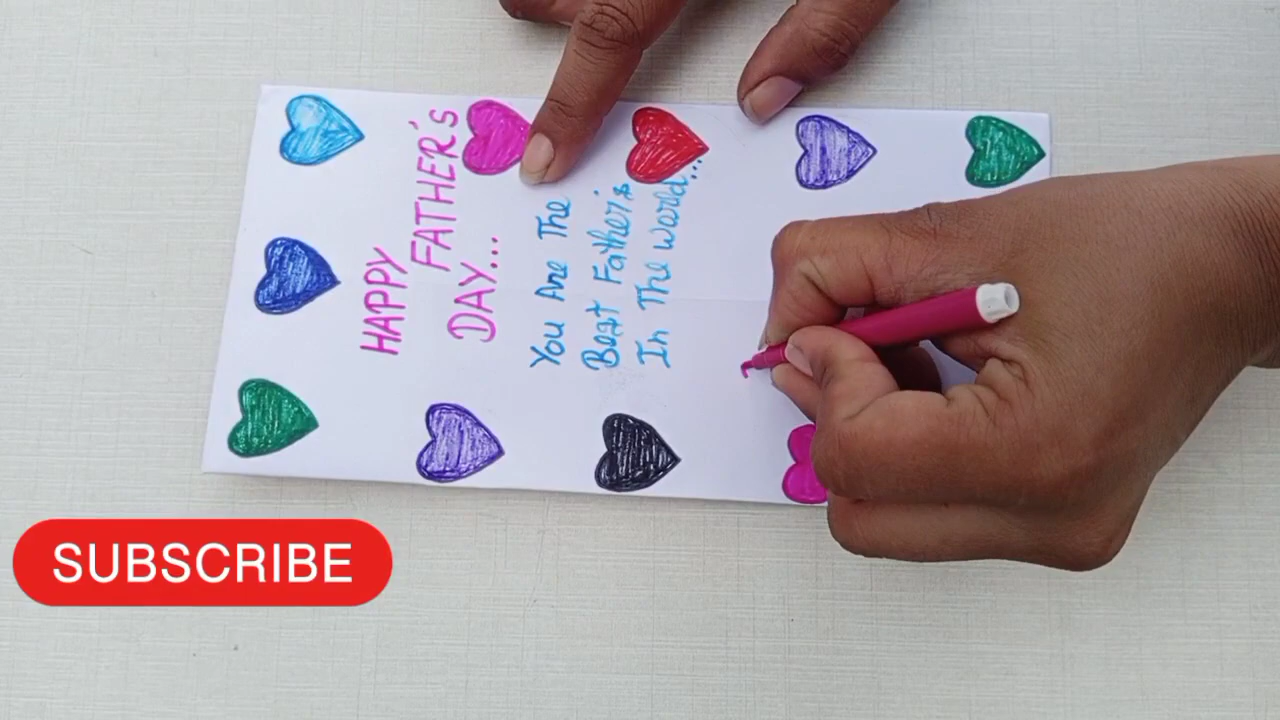 HAPPY
FATHER's
DAY...
You Are The
Best Father's
In The world...
SUBSCRIBE